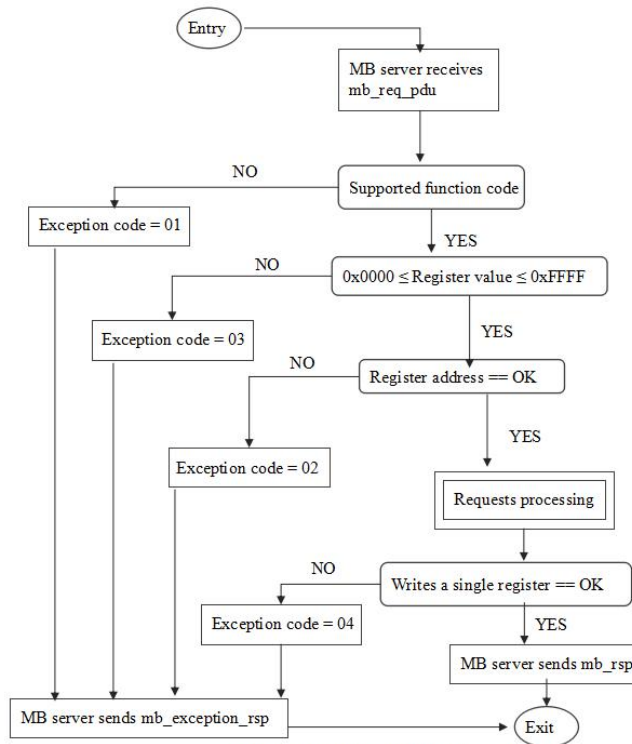 Entry
MB server receives
mb_req_pdu
NO
Supported function code
Exception code = 01
YES
NO
0x0000 ≤ Register value ≤ 0xFFFF
Exception code = 03
YES
NO
Register address == OK
YES
Exception code = 02
Requests processing
NO
Writes a single register == OK
Exception code = 04
YES
MB server sends mb_rsp
MB server sends mb_exception_rsp
Exit